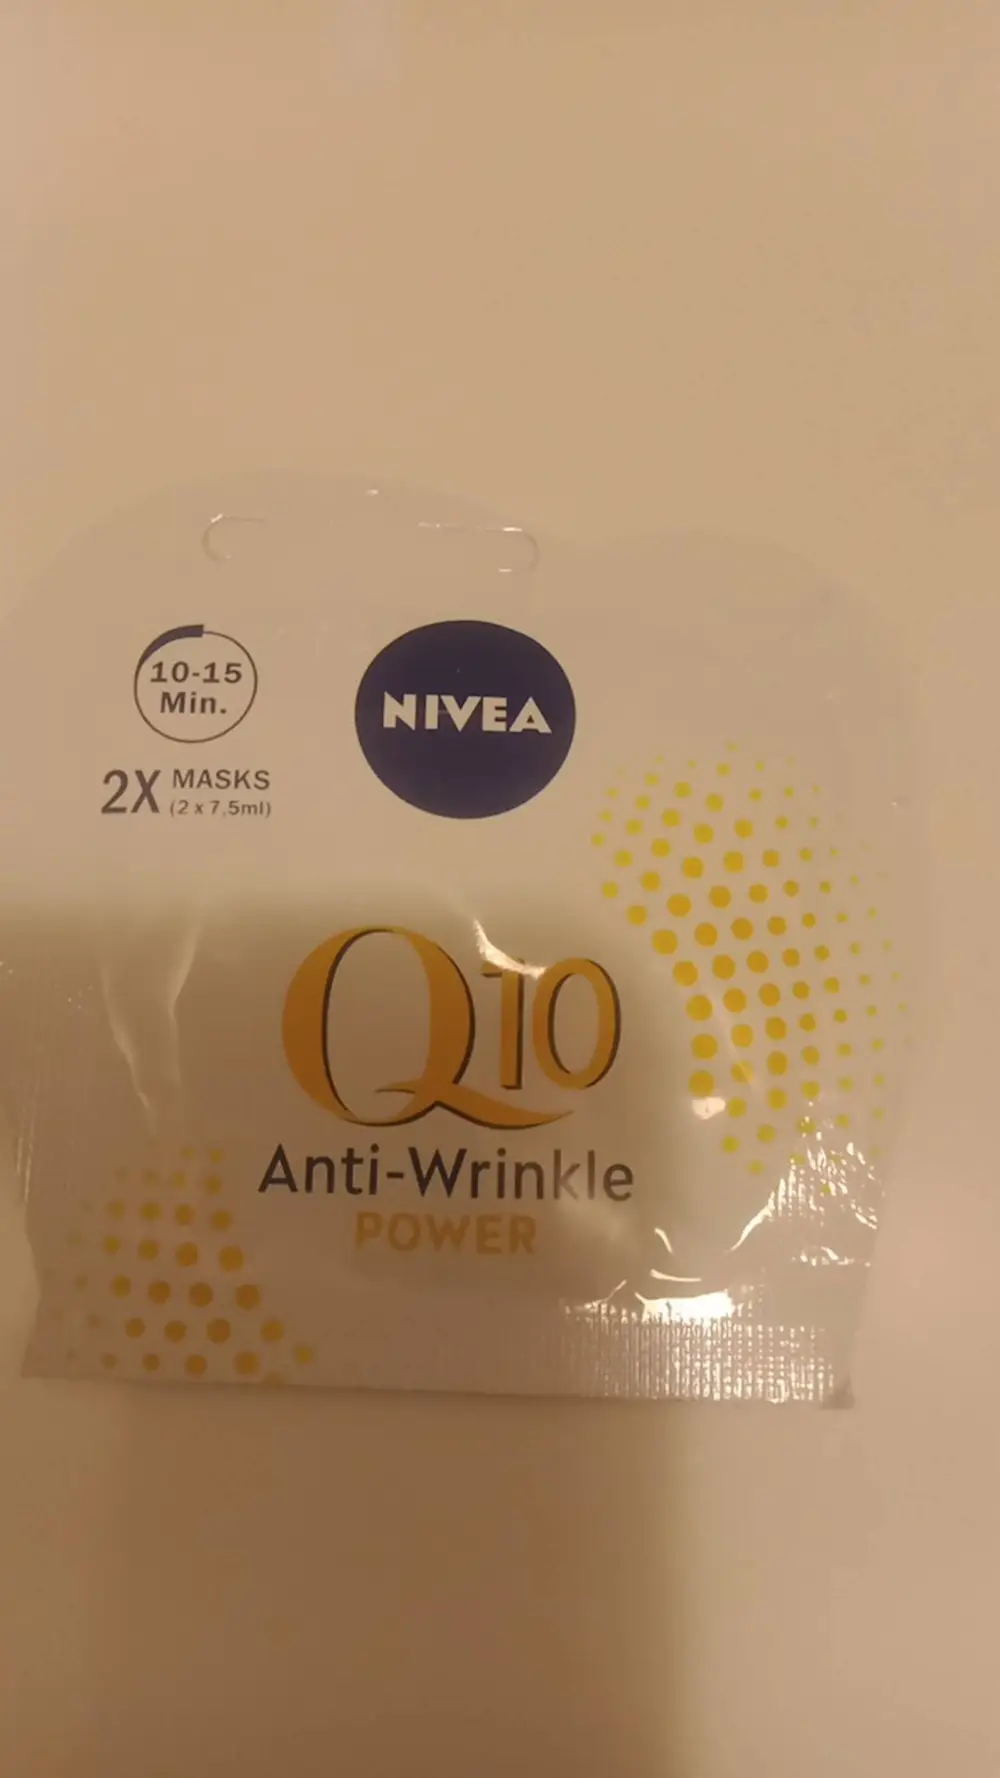 10-15
Min.
NIVEA
2X MASKS
(2 x 7,5ml)
Q10
Anti-Wrinkle
POWER